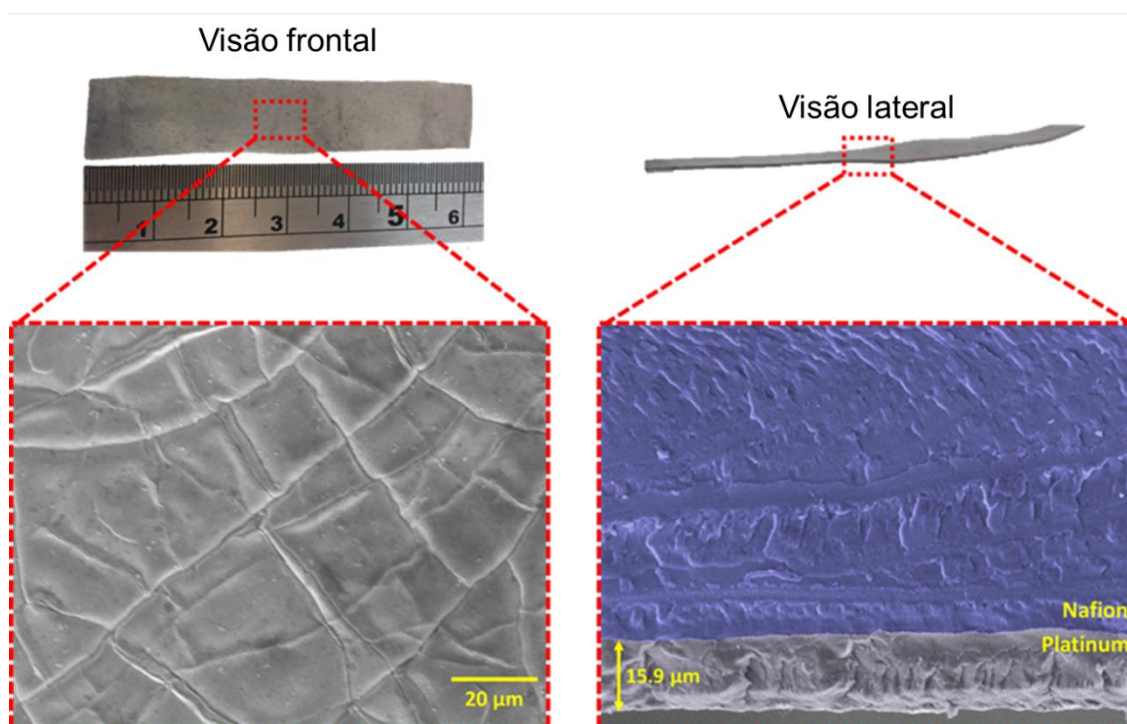 Visão frontal
Visão lateral
1 2 3 4 5 6
20 µm
Nafion
Platinum
15.9 µm